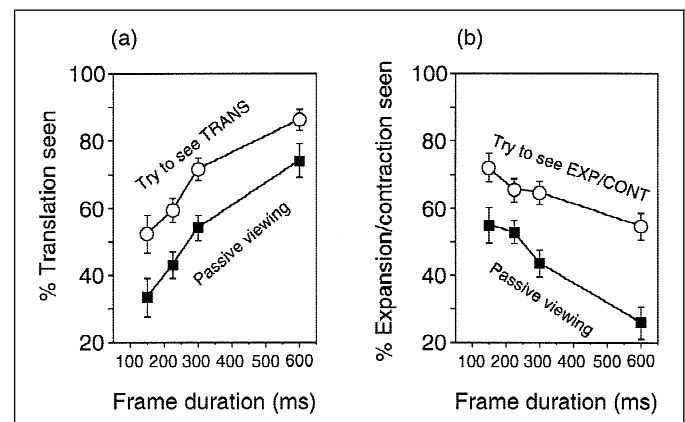 (a)
% Translation seen
100
80
60
40
20
Try to see TRANS
Passive viewing
100 200 300 400 500 600
Frame duration (ms)
(b)
% Expansion/contraction seen
100
80
60
40
20
Try to see EXP/CONT
Passive viewing
100 200 300 400 500 600
Frame duration (ms)